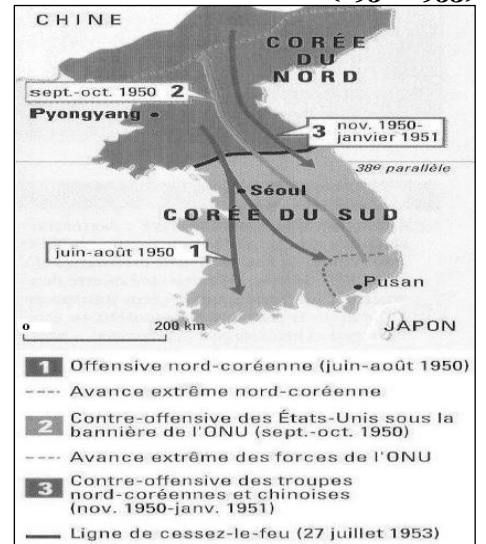 CHINE
CORÉE
DU
NORD
sept.-oct. 1950 2
Pyongyang
3 nov. 1950-
janvier 1951
38e parallèle
Séoul
CORÉE DU SUD
juin-août 1950 1
Pusan
0 200 km
JAPON
1 Offensive nord-coréenne (juin-août 1950)
Avance extrême nord-coréenne
2 Contre-offensive des États-Unis sous la
bannière de l'ONU (sept.-oct. 1950)
Avance extrême des forces de l'ONU
3 Contre-offensive des troupes
nord-coréennes et chinoises
(nov. 1950-janv. 1951)
Ligne de cessez-le-feu (27 juillet 1953)